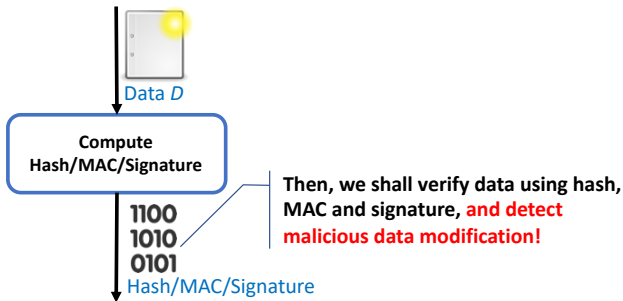 Data D
Compute
Hash/MAC/Signature
Then, we shall verify data using hash,
MAC and signature, and detect
malicious data modification!
1100
1010
0101
Hash/MAC/Signature